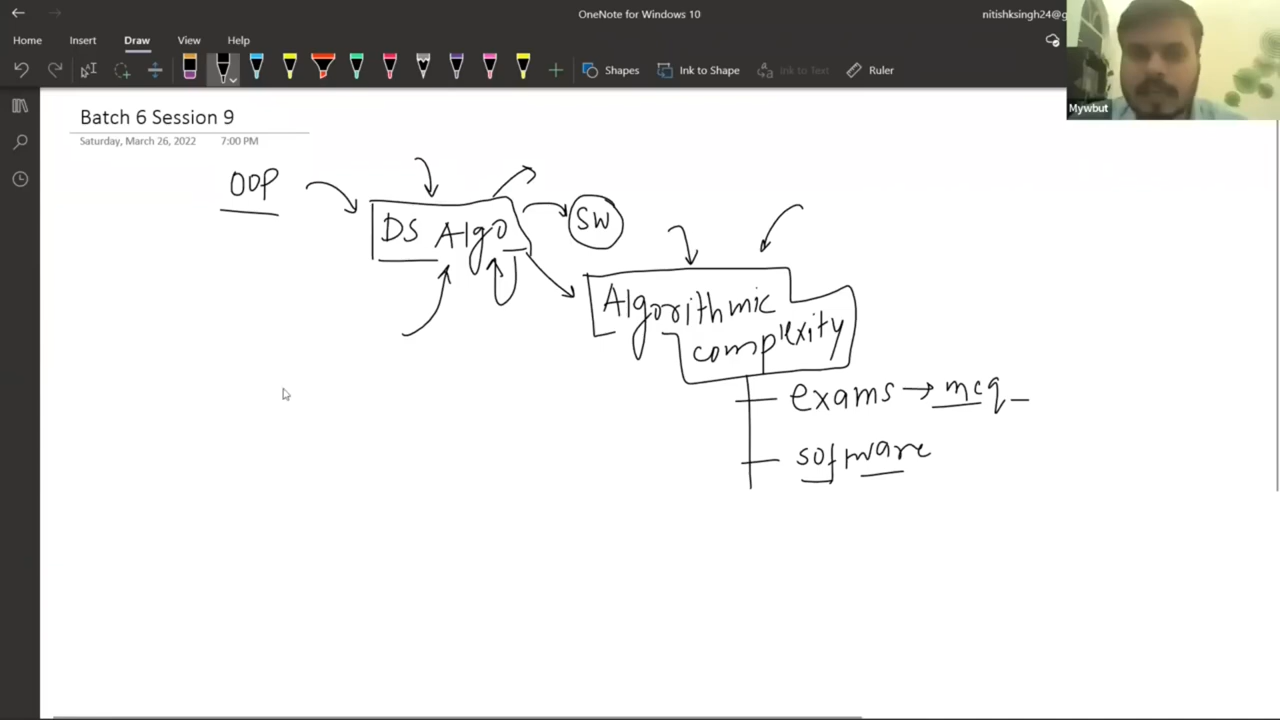 OneNote for Windows 10
nitishksingh24@g
Home Insert Draw View Help
Shapes Ink to Shape Ink to Text Ruler
Mywbut
Batch 6 Session 9
Saturday, March 26, 2022 7:00 PM
OOP
DS Algo
SW
Algorithmic
complexity
exams → mcq
software